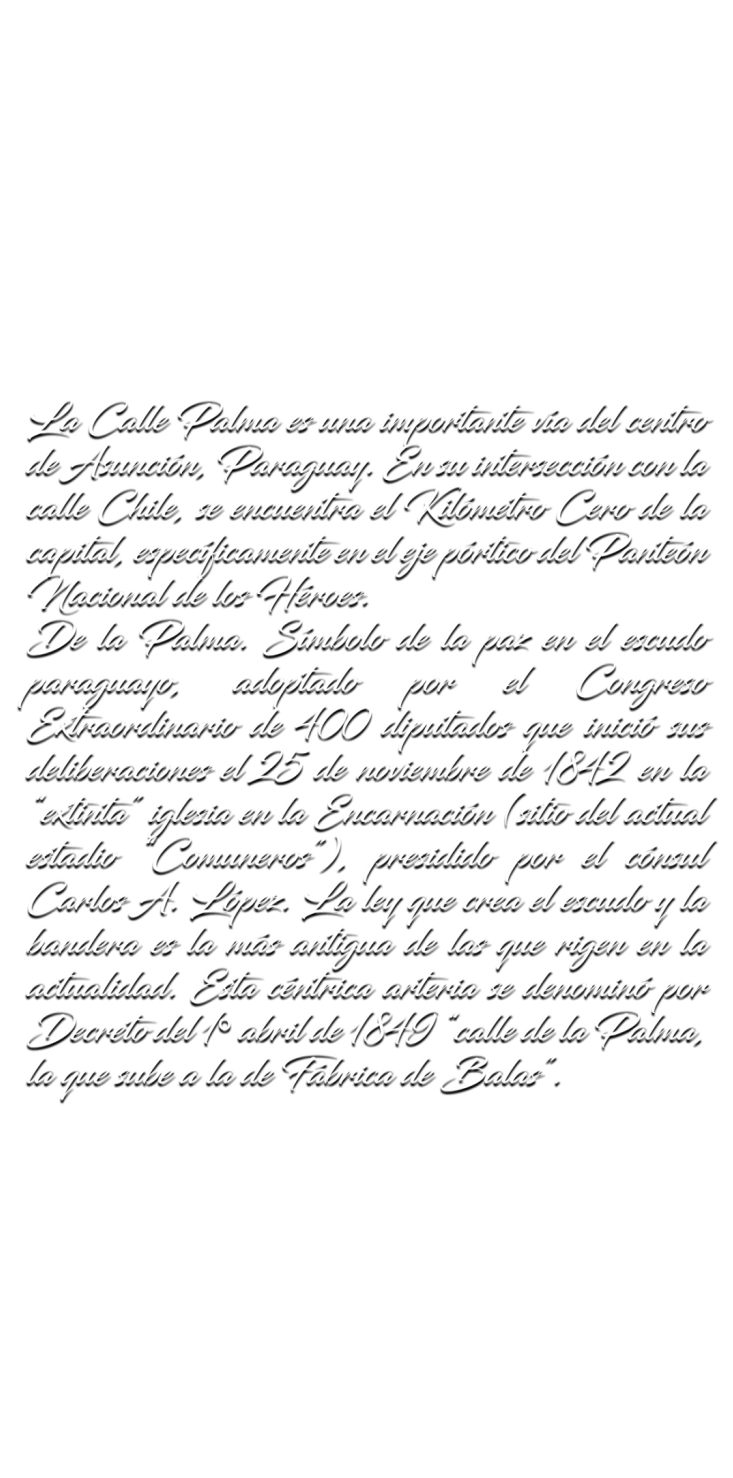 La Calle Palma es una importante vía del centro
de Asunción, Paraguay. En su intersección con la
calle Chile, se encuentra el Kilómetro Cero de la
capital, específicamente en el eje pórtico del Panteón
Nacional de los Héroes.
De la Palma. Símbolo de la paz en el escudo
paraguayo, adoptado por el Congreso
Extraordinario de 400 diputados que inició sus
deliberaciones el 25 de noviembre de 1842 en la
"extinta" iglesia en la Encarnación (sitio del actual
estadio "Comuneros"), presidido por el cónsul
Carlos A. López. La ley que crea el escudo y la
bandera es la más antigua de las que rigen en la
actualidad. Esta céntrica arteria se denominó por
Decreto del 1º abril de 1849 "calle de la Palma,
la que sube a la de Fábrica de Balas".